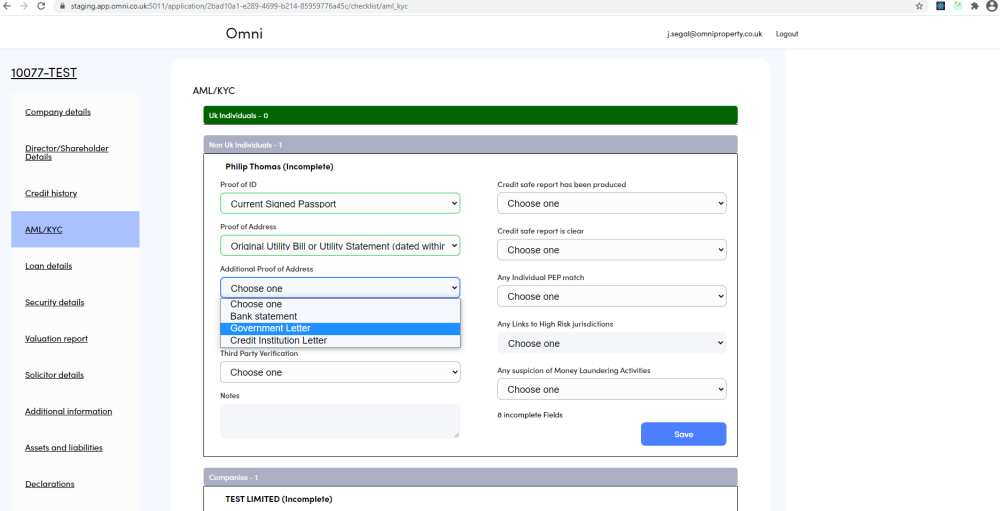 staging.app.omni.co.uk:5011/application/2bad10a1-e289-4699-b214-85959776a45c/checklist/aml_kyc
Omni
j.segal@omniproperty.co.uk
Logout
10077-TEST
Company details
Director/Shareholder
Details
Credit history
AML/KYC
Loan details
Security details
Valuation report
Solicitor details
Additional information
Assets and liabilities
Declarations
AML/KYC
Uk Individuals - 0
Non Uk Individuals - 1
Philip Thomas (Incomplete)
Proof of ID
Current Signed Passport
Proof of Address
Original Utility Bill or Utility Statement (dated within
Additional Proof of Address
Choose one
Choose one
Bank statement
Government Letter
Credit Institution Letter
Third Party Verification
Choose one
Notes
Credit safe report has been produced
Choose one
Credit safe report is clear
Choose one
Any Individual PEP match
Choose one
Any Links to High Risk jurisdictions
Choose one
Any suspicion of Money Laundering Activities
Choose one
8 incomplete Fields
Save
Companies - 1
TEST LIMITED (Incomplete)